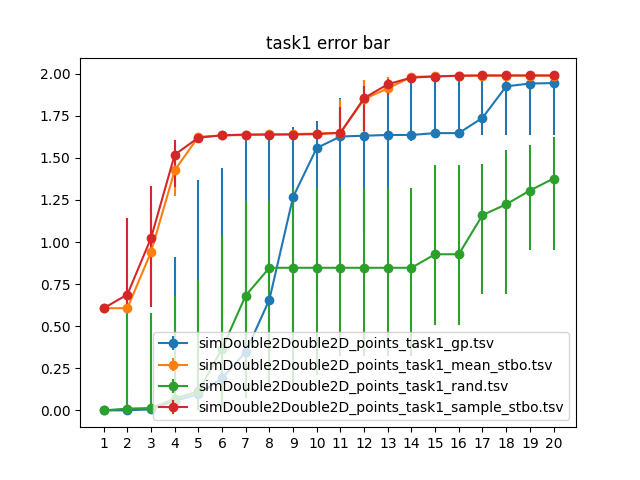 task1 error bar
2.00
1.75
1.50
1.25
1.00
0.75
0.50
0.25
0.00
simDouble2Double2D_points_task1_gp.tsv
simDouble2Double2D_points_task1_mean_stbo.tsv
simDouble2Double2D_points_task1_rand.tsv
simDouble2Double2D_points_task1_sample_stbo.tsv
1 2 3 4 5 6 7 8 9 10 11 12 13 14 15 16 17 18 19 20